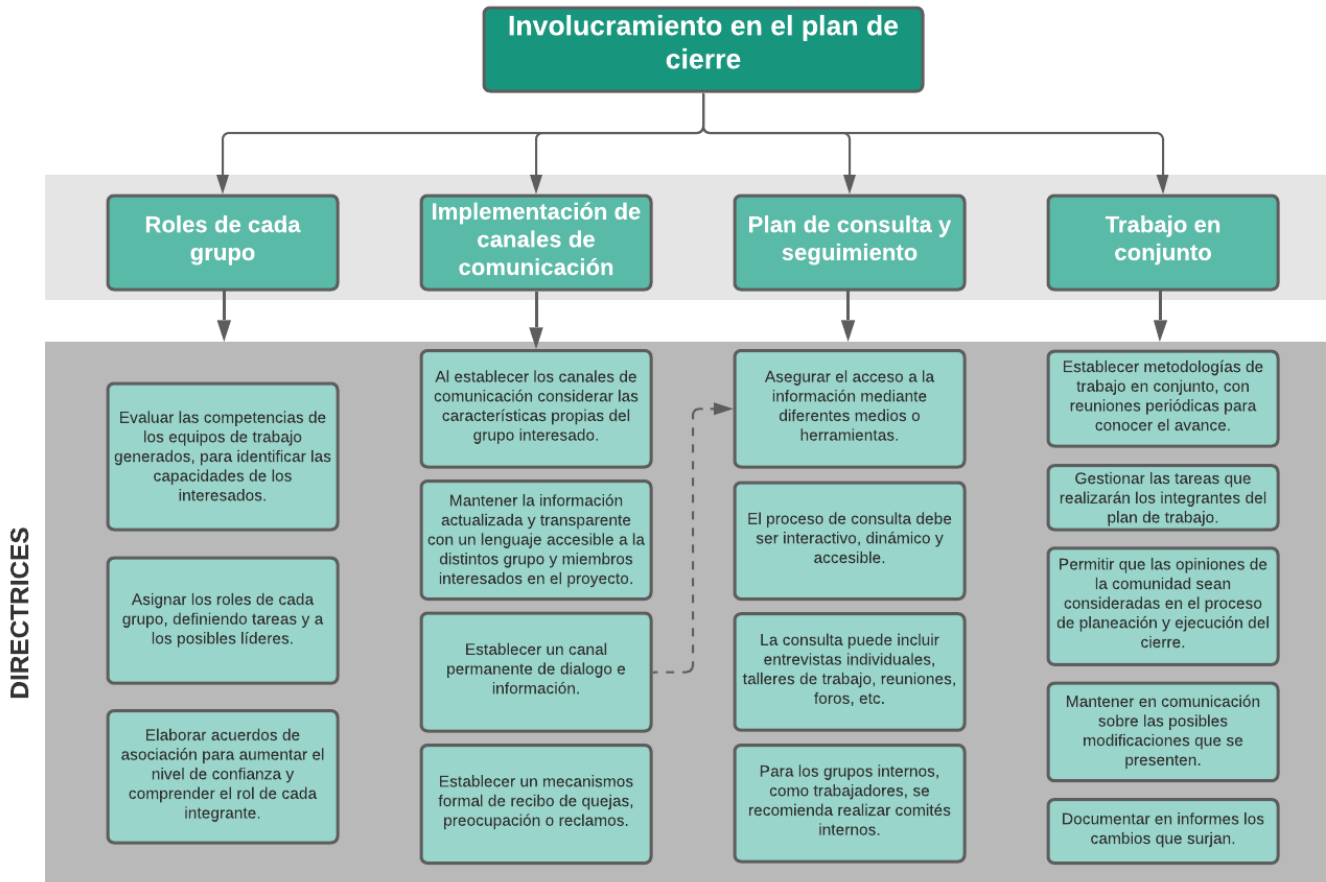 Involucramiento en el plan de
cierre
Roles de cada
grupo
Implementación de
canales de
comunicación
Plan de consulta y
seguimiento
Trabajo en
conjunto
DIRECTRICES
Evaluar las competencias de
los equipos de trabajo
generados, para identificar las
capacidades de los
interesados.
Asignar los roles de cada
grupo, definiendo tareas y a
los posibles líderes.
Elaborar acuerdos de
asociación para aumentar el
nivel de confianza y
comprender el rol de cada
integrante.
Al establecer los canales de
comunicación considerar las
características propias del
grupo interesado.
Mantener la información
actualizada y transparente
con un lenguaje accesible a la
distintos grupo y miembros
interesados en el proyecto.
Establecer un canal
permanente de dialogo e
información.
Establecer un mecanismos
formal de recibo de quejas,
preocupación o reclamos.
Asegurar el acceso a la
información mediante
diferentes medios o
herramientas.
El proceso de consulta debe
ser interactivo, dinámico y
accesible.
La consulta puede incluir
entrevistas individuales,
talleres de trabajo, reuniones,
foros, etc.
Para los grupos internos,
como trabajadores, se
recomienda realizar comités
internos.
Establecer metodologías de
trabajo en conjunto, con
reuniones periódicas para
conocer el avance.
Gestionar las tareas que
realizarán los integrantes del
plan de trabajo.
Permitir que las opiniones de
la comunidad sean
consideradas en el proceso
de planeación y ejecución del
cierre.
Mantener en comunicación
sobre las posibles
modificaciones que se
presenten.
Documentar en informes los
cambios que surjan.